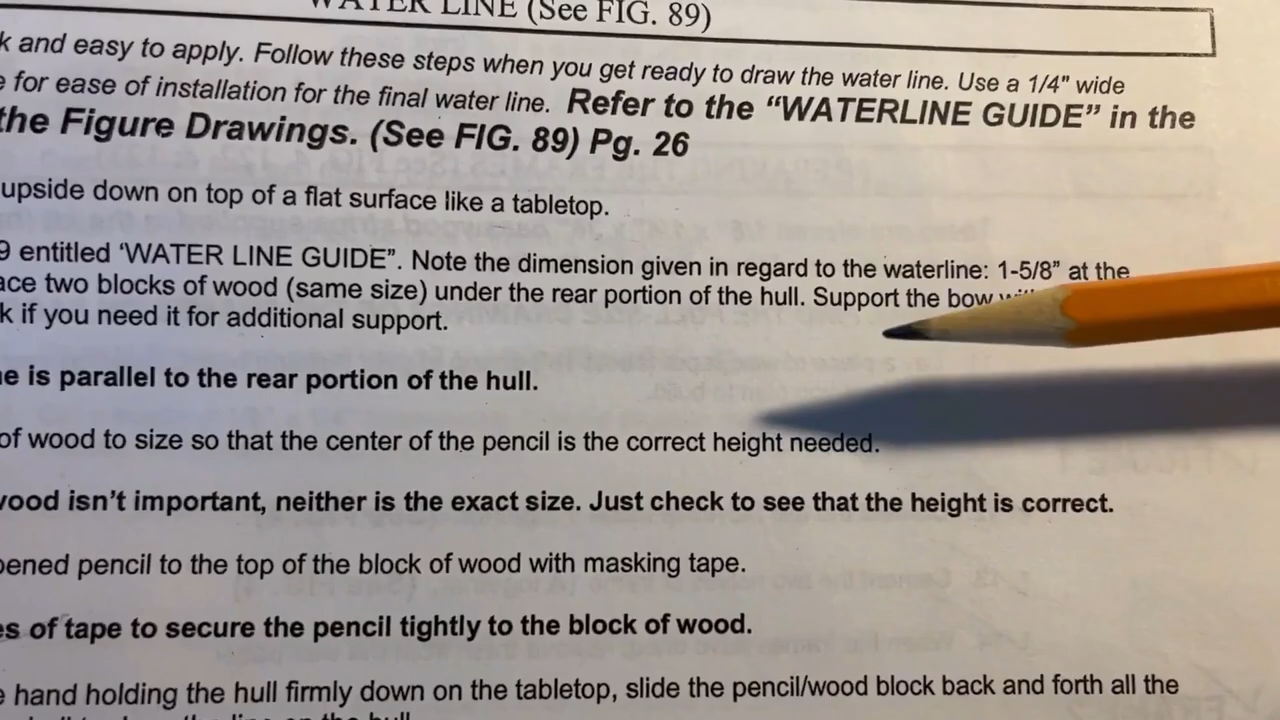 WATER LINE (See FIG. 89)
k and easy to apply. Follow these steps when you get ready to draw the water line. Use a 1/4" wide
e for ease of installation for the final water line. Refer to the “WATERLINE GUIDE” in the
the Figure Drawings. (See FIG. 89) Pg. 26
upside down on top of a flat surface like a tabletop.
9 entitled ‘WATER LINE GUIDE”. Note the dimension given in regard to the waterline: 1-5/8” at the
ace two blocks of wood (same size) under the rear portion of the hull. Support the bow
k if you need it for additional support.
e is parallel to the rear portion of the hull.
of wood to size so that the center of the pencil is the correct height needed.
wood isn’t important, neither is the exact size. Just check to see that the height is correct.
pened pencil to the top of the block of wood with masking tape.
es of tape to secure the pencil tightly to the block of wood.
e hand holding the hull firmly down on the tabletop, slide the pencil/wood block back and forth all the